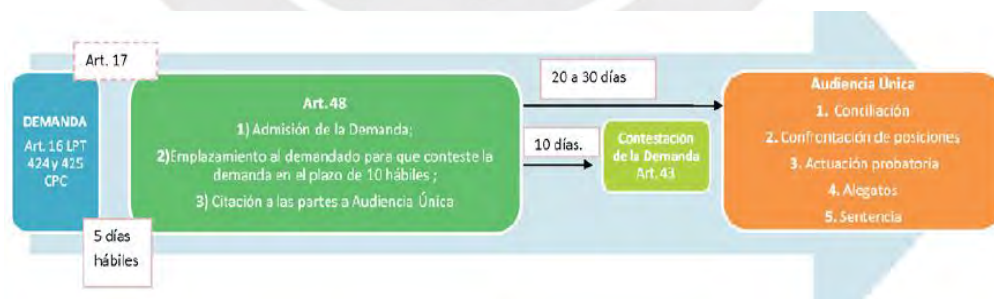 Art. 17
DEMANDA
Art. 16 LPT
424 y 425
CPC
5 días
hábiles
Art. 48
1) Admisión de la Demanda;
2)Emplazamiento al demandado para que conteste la
demanda en el plazo de 10 hábiles ;
3) Citación a las partes a Audiencia Única
20 a 30 días
10 días.
Contestación
de la Demanda
Art. 43
Audiencia Única
1. Conciliación
2. Confrontación de posiciones
3. Actuación probatoria
4. Alegatos
5. Sentencia